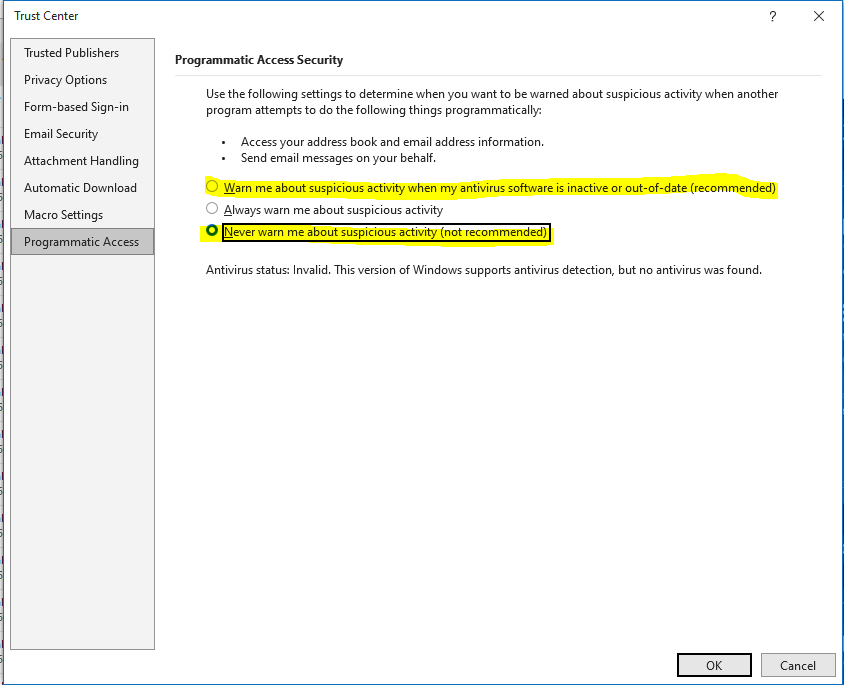 Trust Center
?
Trusted Publishers
Privacy Options
Form-based Sign-in
Email Security
Attachment Handling
Automatic Download
Macro Settings
Programmatic Access
Programmatic Access Security
Use the following settings to determine when you want to be warned about suspicious activity when another
program attempts to do the following things programmatically:
• Access your address book and email address information.
• Send email messages on your behalf.
Warn me about suspicious activity when my antivirus software is inactive or out-of-date (recommended)
Always warn me about suspicious activity
Never warn me about suspicious activity (not recommended)
Antivirus status: Invalid. This version of Windows supports antivirus detection, but no antivirus was found.
OK
Cancel